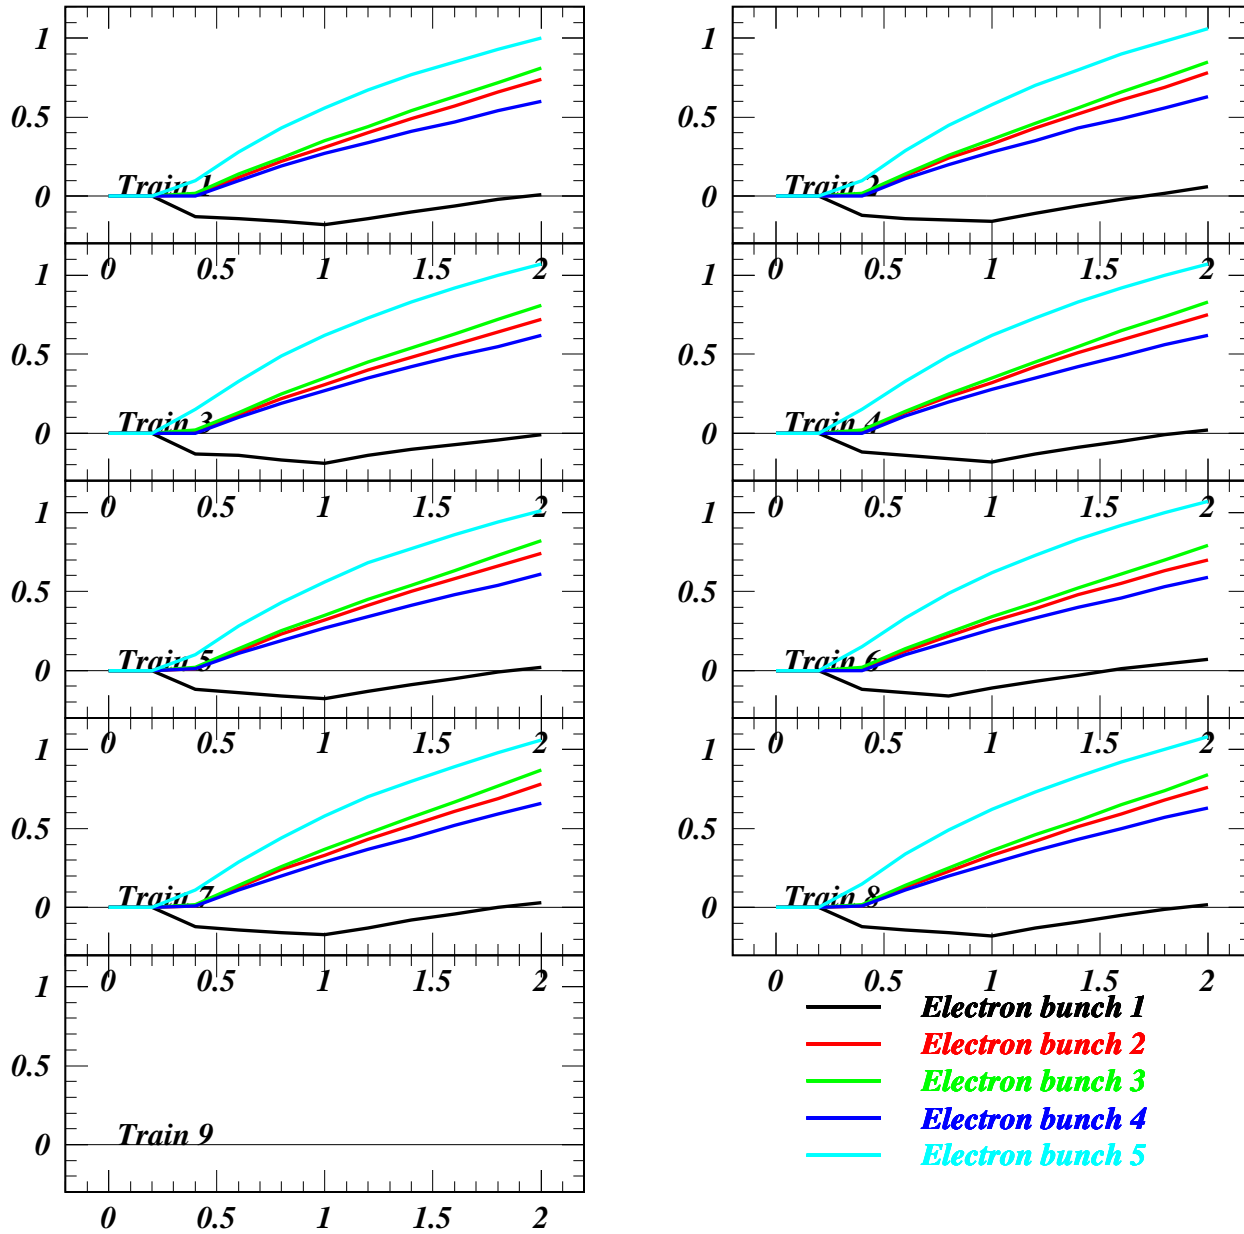 1
0.5
0
Train 1
1
0.5
0
Train 2
0 0.5 1 1.5 2
0 0.5 1 1.5 2
1
0.5
0
Train 3
1
0.5
0
Train 4
0 0.5 1 1.5 2
0 0.5 1 1.5 2
1
0.5
0
Train 5
1
0.5
0
Train 6
0 0.5 1 1.5 2
0 0.5 1 1.5 2
1
0.5
0
Train 7
1
0.5
0
Train 8
0 0.5 1 1.5 2
0 0.5 1 1.5 2
1
0.5
0
Train 9
0 0.5 1 1.5 2
Electron bunch 1
Electron bunch 2
Electron bunch 3
Electron bunch 4
Electron bunch 5